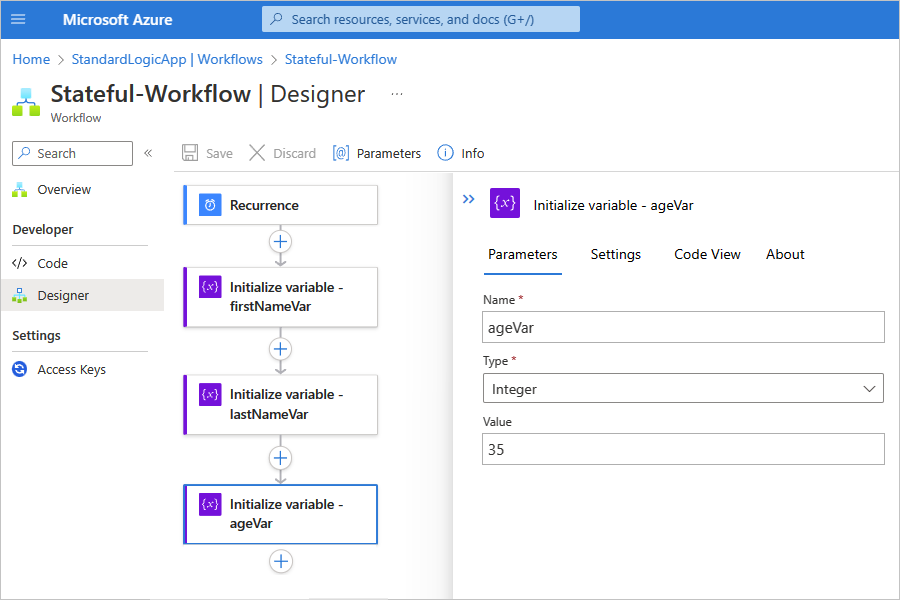 Microsoft Azure
Search resources, services, and docs (G+/)
Home > StandardLogicApp | Workflows > Stateful-Workflow
Stateful-Workflow | Designer ...
Workflow
Search «
Save Discard Parameters Info
Overview
Developer
Code
Designer
Settings
Access Keys
Recurrence
Initialize variable -
firstNameVar
Initialize variable -
lastNameVar
Initialize variable -
ageVar
{x} Initialize variable - ageVar
Parameters Settings Code View About
Name *
ageVar
Type *
Integer
Value
35